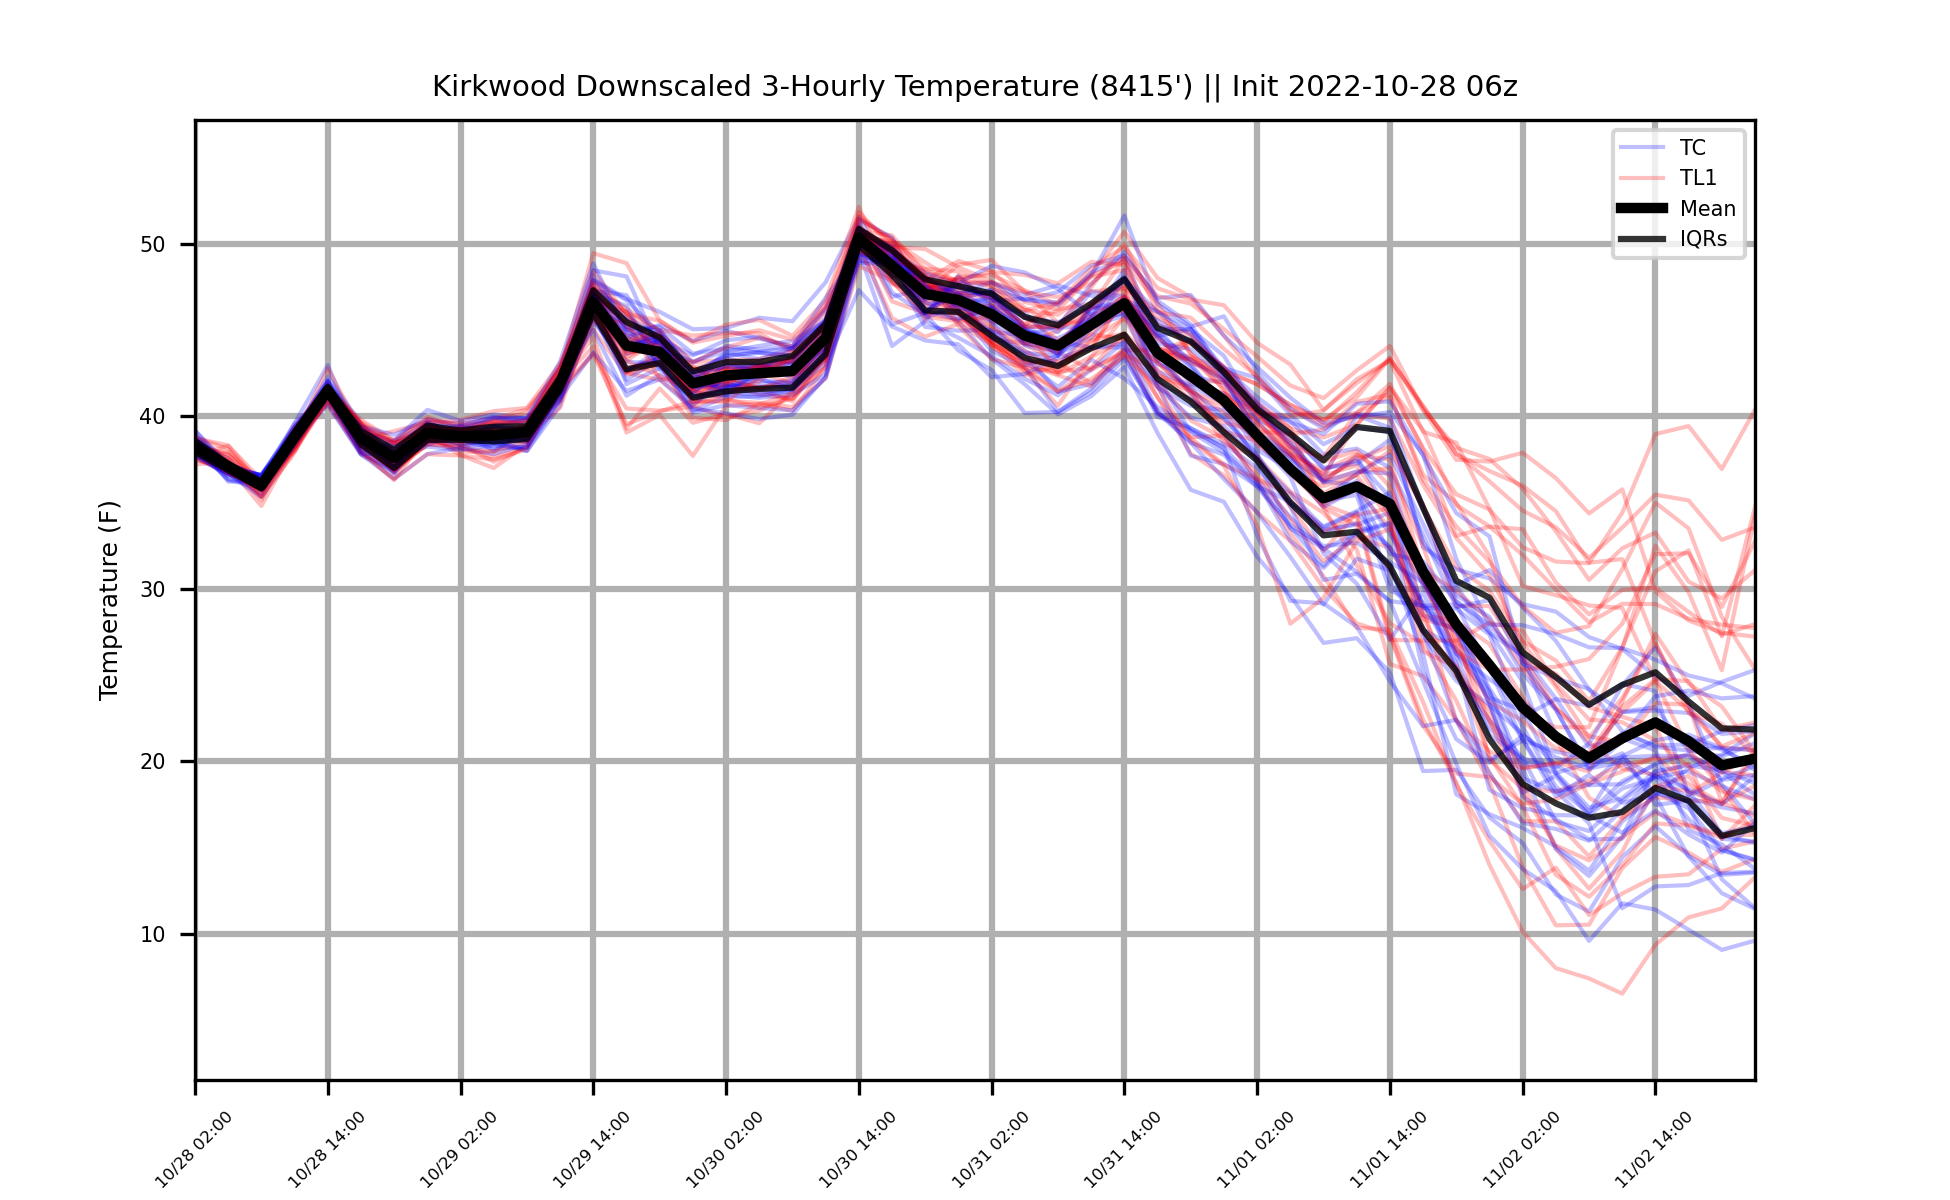 Kirkwood Downscaled 3-Hourly Temperature (8415') || Init 2022-10-28 06z
TC
TL1
Mean
IQRs
Temperature (F)
50
40
30
20
10
10/28 02:00
10/28 14:00
10/29 02:00
10/29 14:00
10/30 02:00
10/30 14:00
10/31 02:00
10/31 14:00
11/01 02:00
11/01 14:00
11/02 02:00
11/02 14:00